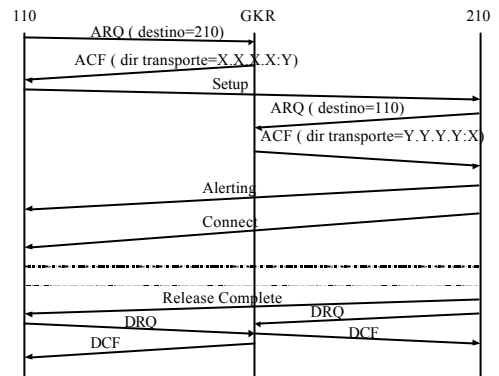 110 GKR 210
ARQ ( destino=210)
ACF ( dir transporte=X.X.X.X:Y)
Setup
ARQ ( destino=110)
ACF ( dir transporte=Y.Y.Y.Y:X)
Alerting
Connect
Release Complete
DRQ DRQ
DCF DCF